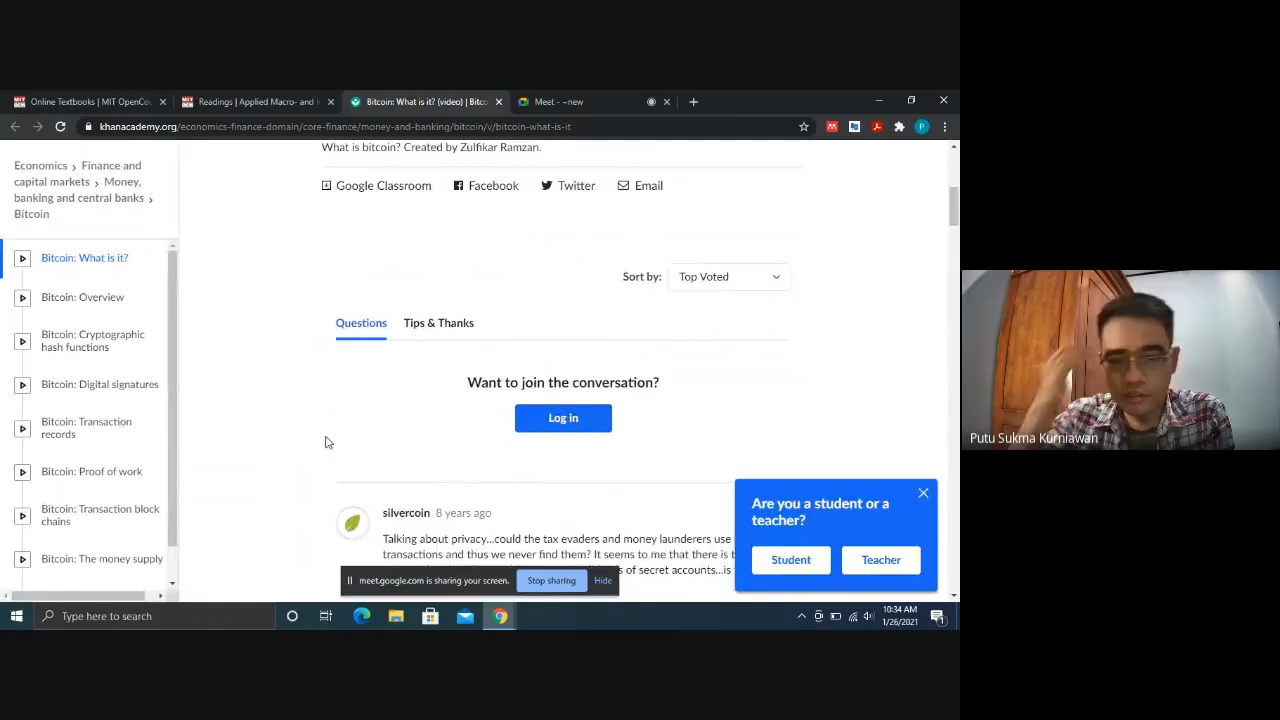 Online Textbooks | MIT OpenCou
Readings | Applied Macro- and I
Bitcoin: What is it? (video) | Bitco
Meet - ~new
khanacademy.org/economics-finance-domain/core-finance/money-and-banking/bitcoin/v/bitcoin-what-is-it
P
Economics > Finance and
capital markets > Money,
banking and central banks >
Bitcoin
Bitcoin: What is it?
Bitcoin: Overview
Bitcoin: Cryptographic
hash functions
Bitcoin: Digital signatures
Bitcoin: Transaction
records
Bitcoin: Proof of work
Bitcoin: Transaction block
chains
Bitcoin: The money supply
What is bitcoin? Created by Zulfikar Ramzan.
Google Classroom Facebook Twitter Email
Sort by: Top Voted
Questions Tips & Thanks
Want to join the conversation?
Log in
silvercoin 8 years ago
Talking about privacy...could the tax evaders and money launderers use
transactions and thus we never find them? It seems to me that there is t
s of secret accounts...is
meet.google.com is sharing your screen. Stop sharing Hide
Are you a student or a
teacher?
Student Teacher
Putu Sukma Kurniawan
Type here to search
10:34 AM
1/26/2021
1